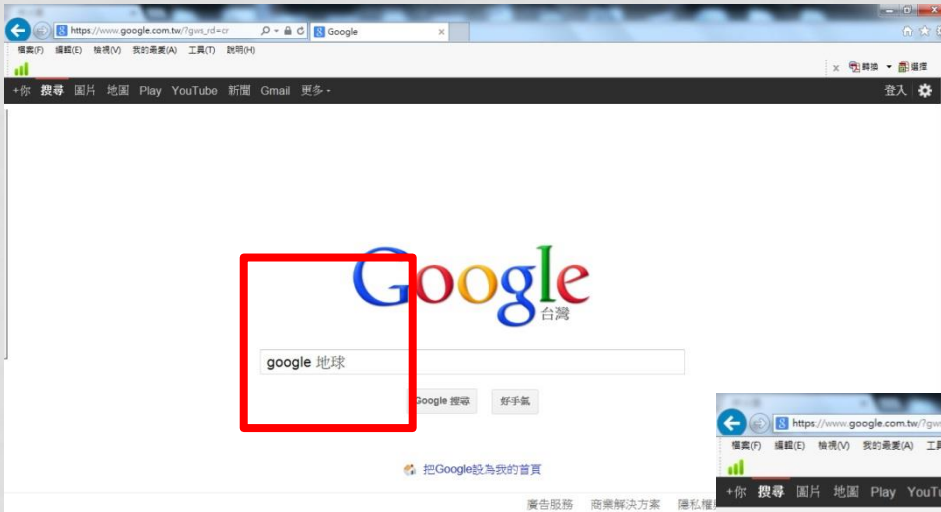 https://www.google.com.tw/?gws_rd=cr
Google
檔案(F) 編輯(E) 檢視(V) 我的最愛(A) 工具(T) 說明(H)
x 轉換 選擇
+你 搜尋 圖片 地圖 Play YouTube 新聞 Gmail 更多
登入
Google
台灣
google 地球
Google 搜尋 好手氣
把Google設為我的首頁
廣告服務 商業解決方案 隱私權
https://www.google.com.tw/?gws
檔案(F) 編輯(E) 檢視(V) 我的最愛(A)
+你 搜尋 圖片 地圖 Play YouTu